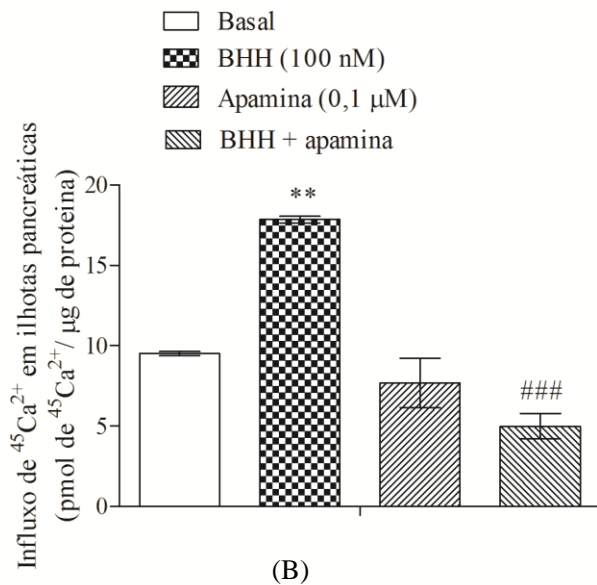 Basal
BHH (100 nM)
Apamina (0,1 µM)
BHH + apamina
Influxo de ⁴⁵Ca²⁺ em ilhotas pancreáticas
(pmol de ⁴⁵Ca²⁺/ µg de proteina)
20
15
10
5
0
**
###
(B)